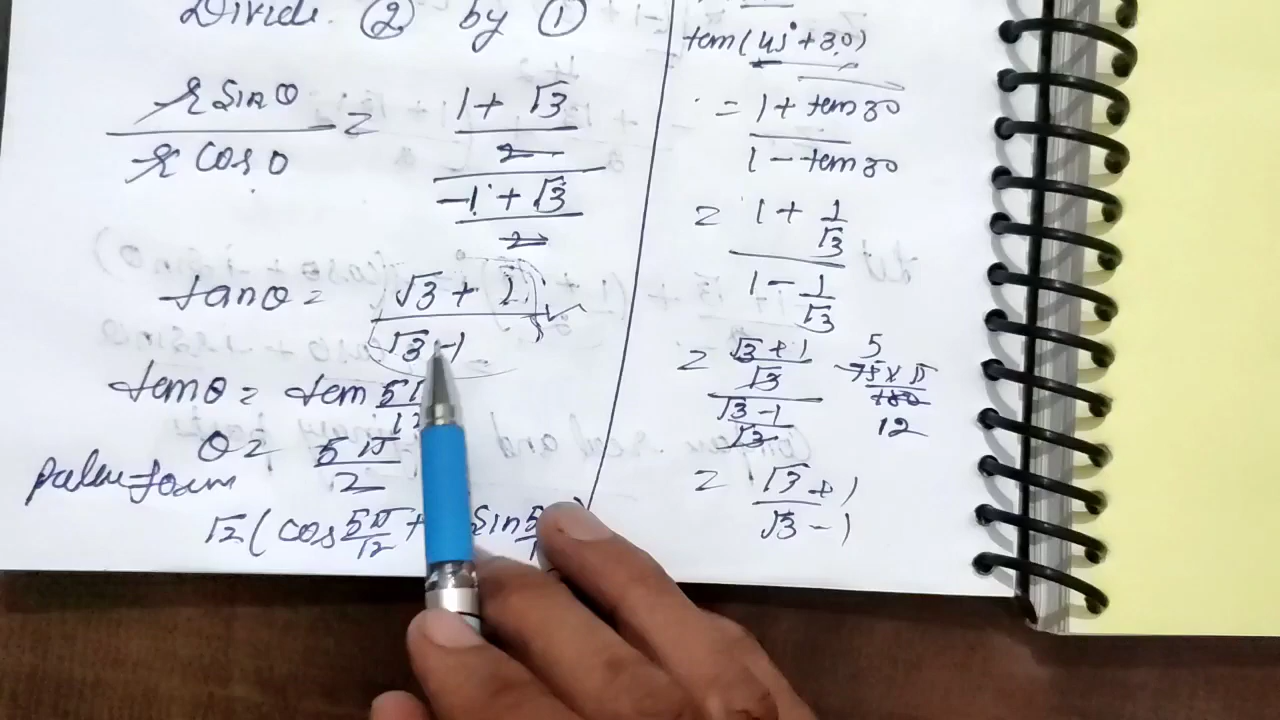 Divide ② by ①
r sin θ / r cos θ = (1 + √3 / 2) / (-1 + √3 / 2)
tan θ = √3 + 1 / √3 - 1
tan θ = tan 5π / 12
θ = 5π / 2
Polar form
√2 ( cos 5π/12 + sin 5
tan (45° + 30)
= 1 + tan 30 / 1 - tan 30
= 1 + 1/√3 / 1 - 1/√3
= (√3 + 1 / √3) / (√3 - 1 / √3)
5
75 x π / 180
12
= √3 + 1 / √3 - 1